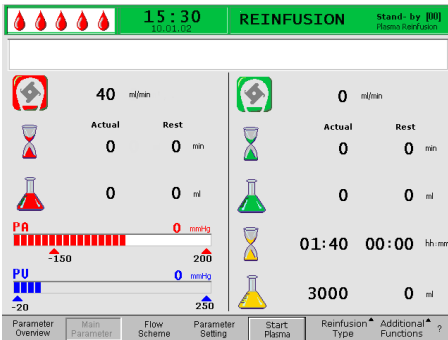 15:30
10.01.02
REINFUSION
Stand- by [00]
Plasma Reinfusion
40 ml/min
0 ml/min
Actual Rest
Actual Rest
0 0 min
0 0 min
0 0 ml
0 0 ml
PA 0 mmHg
-150 200
01:40 00:00 hh:mm
PV 0 mmHg
-20 250
3000 0 ml
Parameter Overview
Main Parameter
Flow Scheme
Parameter Setting
Start Plasma
Reinfusion Type
Additional Functions
?